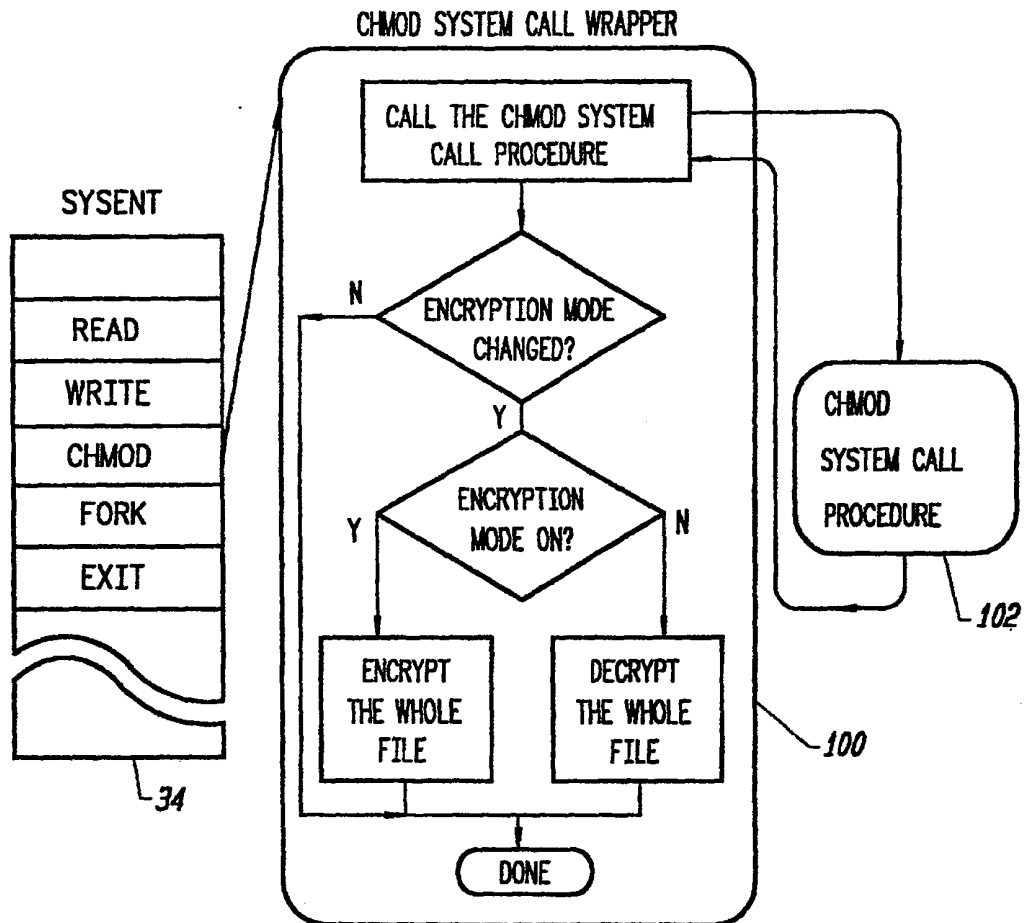 CHMOD SYSTEM CALL WRAPPER
CALL THE CHMOD SYSTEM
CALL PROCEDURE
SYSENT
READ
WRITE
CHMOD
FORK
EXIT
34
N
ENCRYPTION MODE
CHANGED?
Y
ENCRYPTION
MODE ON?
Y
N
ENCRYPT
THE WHOLE
FILE
DECRYPT
THE WHOLE
FILE
DONE
CHMOD
SYSTEM CALL
PROCEDURE
102
100